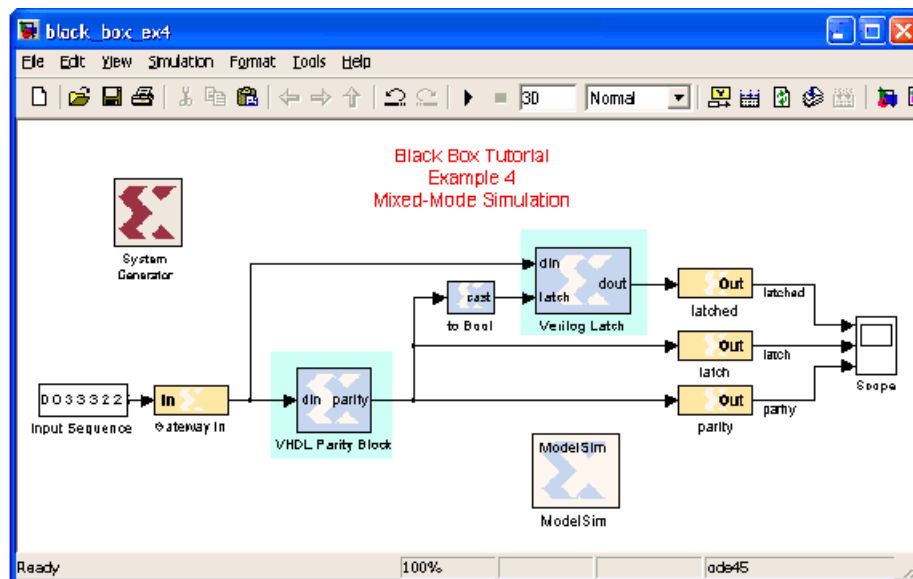 black_box_ex4
File Edit View Simulation Format Tools Help
30 Normal
Black Box Tutorial
Example 4
Mixed-Mode Simulation
System
Generator
din
dout
latch
Verilog Latch
cast
to Bool
Out
latched
latched
Out
latch
latch
Scope
D033322
Input Sequence
In
Gateway In
din parity
VHDL Parity Block
Out
parity
parity
ModelSim
ModelSim
Ready 100% ode45